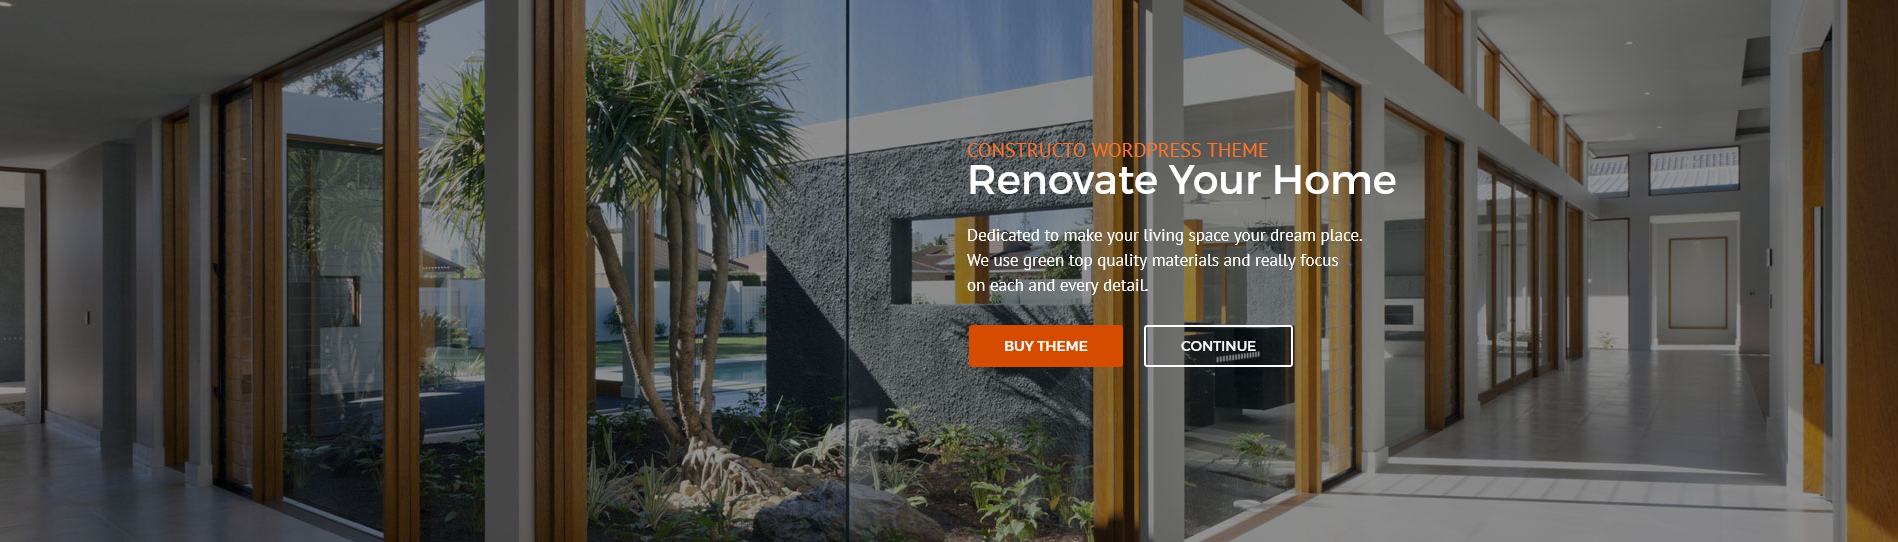 CONSTRUCTO WORDPRESS THEME
Renovate Your Home
Dedicated to make your living space your dream place.
We use green top quality materials and really focus
on each and every detail.
BUY THEME
CONTINUE